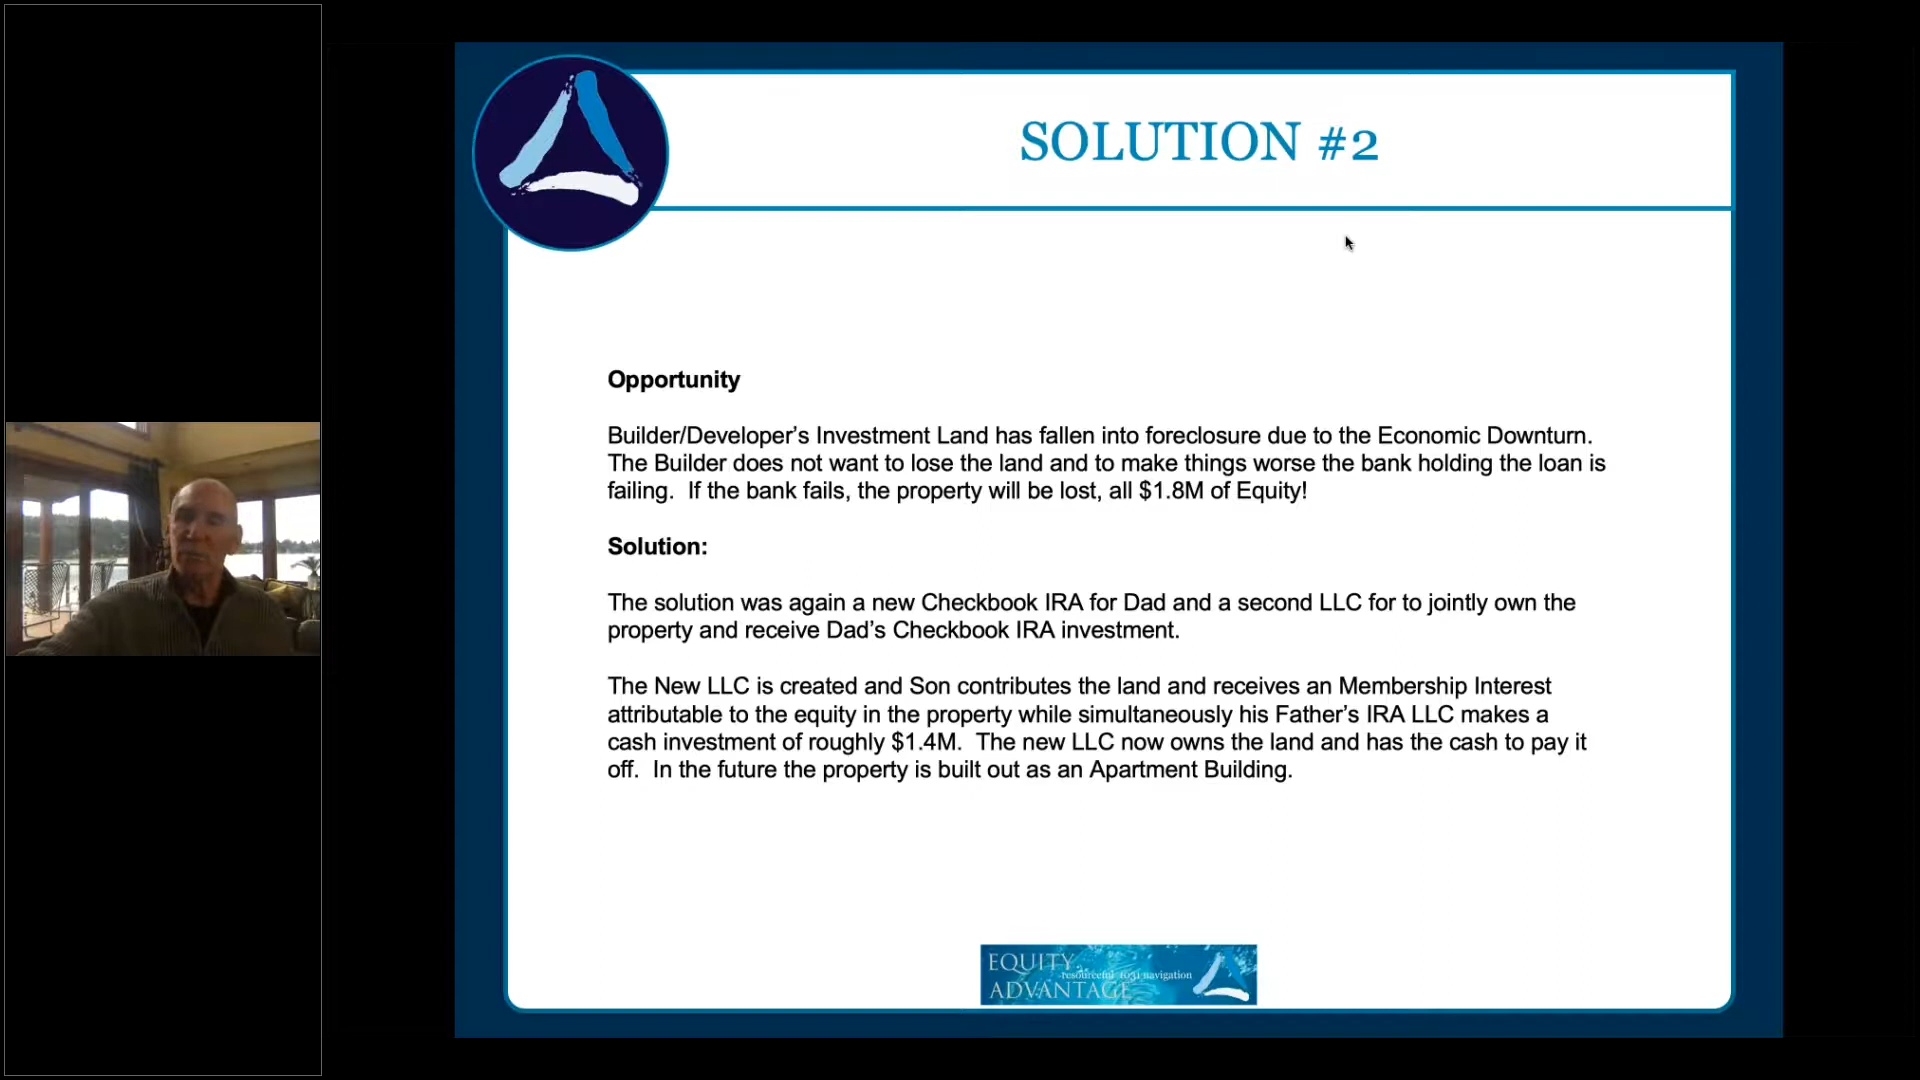 SOLUTION #2
Opportunity
Builder/Developer's Investment Land has fallen into foreclosure due to the Economic Downturn.
The Builder does not want to lose the land and to make things worse the bank holding the loan is
failing.  If the bank fails, the property will be lost, all $1.8M of Equity!
Solution:
The solution was again a new Checkbook IRA for Dad and a second LLC for to jointly own the
property and receive Dad's Checkbook IRA investment.
The New LLC is created and Son contributes the land and receives an Membership Interest
attributable to the equity in the property while simultaneously his Father's IRA LLC makes a
cash investment of roughly $1.4M.  The new LLC now owns the land and has the cash to pay it
off.  In the future the property is built out as an Apartment Building.
EQUITY
resourceful 1031 navigation
ADVANTAGE